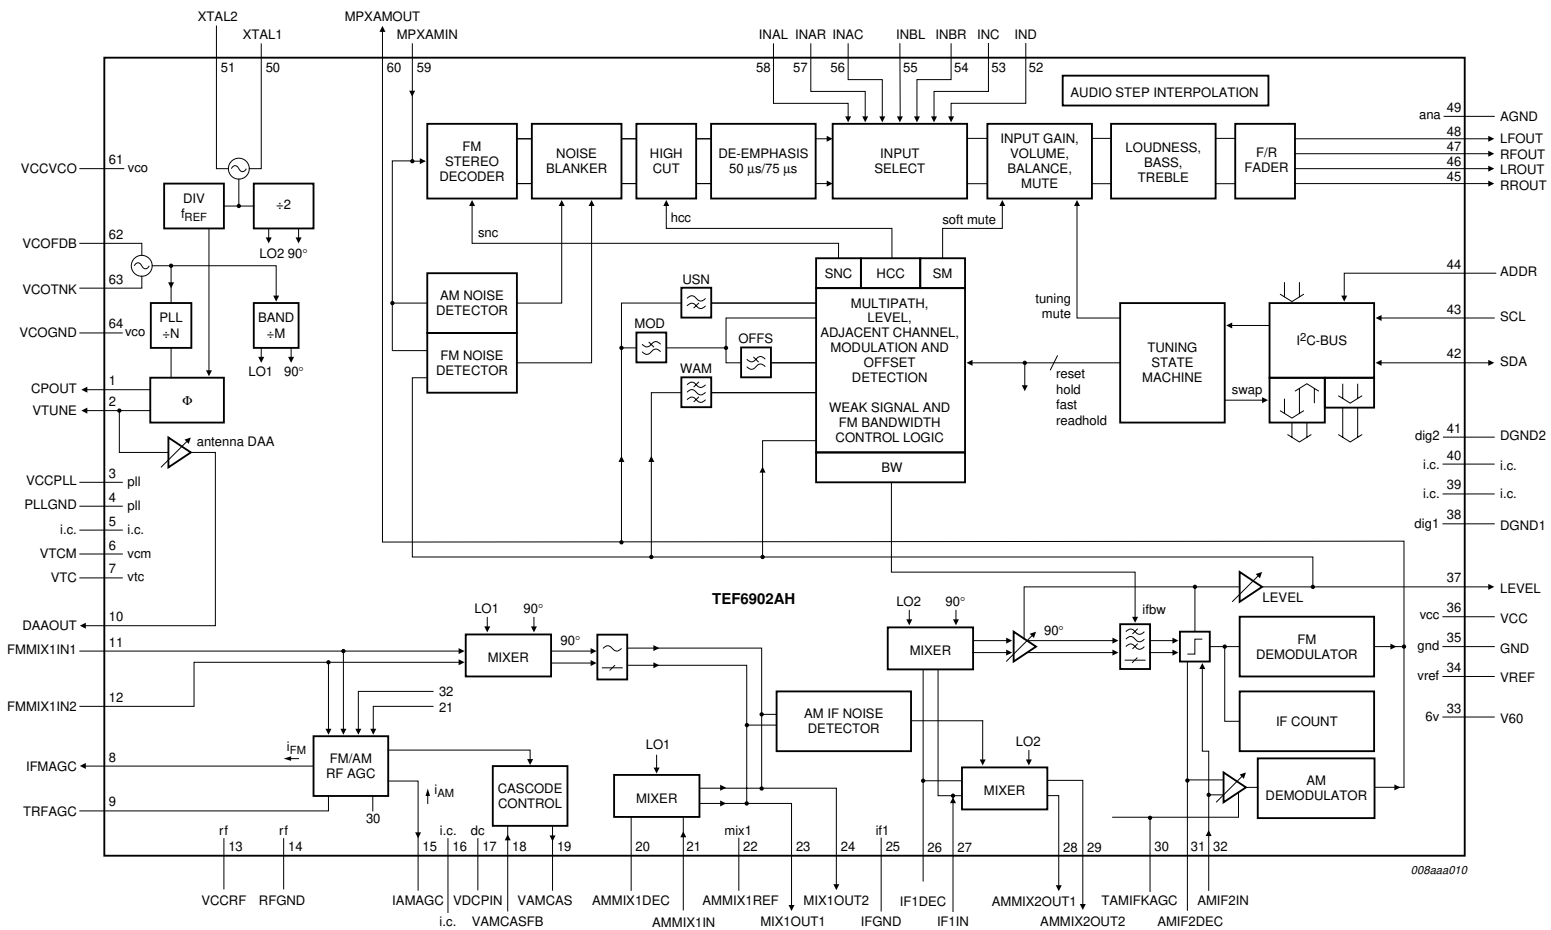 XTAL2
MPXAMOUT
XTAL1
MPXAMIN
INAL INAR INAC INBL INBR INC IND
51 50
60 59
58 57 56 55 54 53 52
AUDIO STEP INTERPOLATION
49
ana
AGND
48
LFOUT
47
RFOUT
46
LROUT
45
RROUT
FM
STEREO
DECODER
NOISE
BLANKER
HIGH
CUT
DE-EMPHASIS
50 μs/75 μs
INPUT
SELECT
INPUT GAIN,
VOLUME,
BALANCE,
MUTE
LOUDNESS,
BASS,
TREBLE
F/R
FADER
VCCVCO
61
vco
DIV
fREF
÷2
LO2 90°
VCOFDB
62
VCOTNK
63
VCOGND
64
vco
PLL
÷N
BAND
÷M
LO1 90°
snc
hcc
soft mute
SNC
HCC
SM
AM NOISE
DETECTOR
FM NOISE
DETECTOR
USN
MOD
OFFS
WAM
MULTIPATH,
LEVEL,
ADJACENT CHANNEL,
MODULATION AND
OFFSET
DETECTION
WEAK SIGNAL AND
FM BANDWIDTH
CONTROL LOGIC
BW
tuning
mute
reset
hold
fast
readhold
TUNING
STATE
MACHINE
swap
I2C-BUS
44
ADDR
43
SCL
42
SDA
CPOUT
1
VTUNE
2
Φ
antenna DAA
VCCPLL
3
pll
PLLGND
4
pll
i.c.
5
i.c.
VTCM
6
vcm
VTC
7
vtc
41
dig2
DGND2
40
i.c.
i.c.
39
i.c.
i.c.
38
dig1
DGND1
TEF6902AH
DAAOUT
10
FMMIX1IN1
11
FMMIX1IN2
12
LO1 90°
MIXER
90°
32
21
LO2 90°
MIXER
90°
ifbw
LEVEL
37
LEVEL
36
vcc
VCC
35
gnd
GND
34
vref
VREF
33
6v
V60
FM
DEMODULATOR
IF COUNT
AM
DEMODULATOR
AM IF NOISE
DETECTOR
IFMAGC
8
iFM
FM/AM
RF AGC
TRFAGC
9
30
iAM
CASCODE
CONTROL
LO1
MIXER
LO2
MIXER
rf
rf
i.c.
dc
mix1
if1
13 14 15 16 17 18 19 20 21 22 23 24 25 26 27 28 29 30 31 32
008aaa010
VCCRF RFGND IAMAGC VDCPIN VAMCAS AMMIX1DEC AMMIX1REF MIX1OUT2 IF1DEC AMMIX2OUT1 TAMIFKAGC AMIF2IN
i.c. VAMCASFB AMMIX1IN MIX1OUT1 IFGND IF1IN AMMIX2OUT2 AMIF2DEC